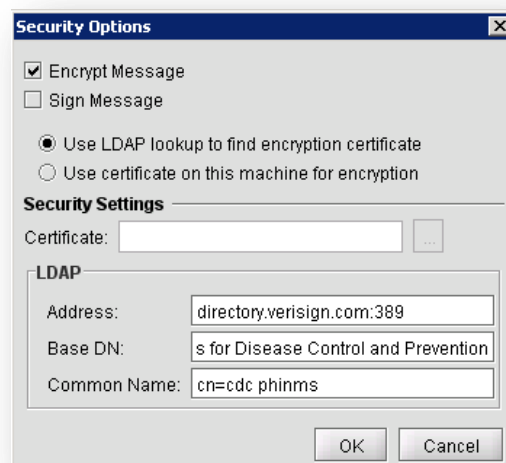 Security Options
Encrypt Message
Sign Message
Use LDAP lookup to find encryption certificate
Use certificate on this machine for encryption
Security Settings
Certificate:
...
LDAP
Address: directory.verisign.com:389
Base DN: s for Disease Control and Prevention
Common Name: cn=cdc phinms
OK Cancel